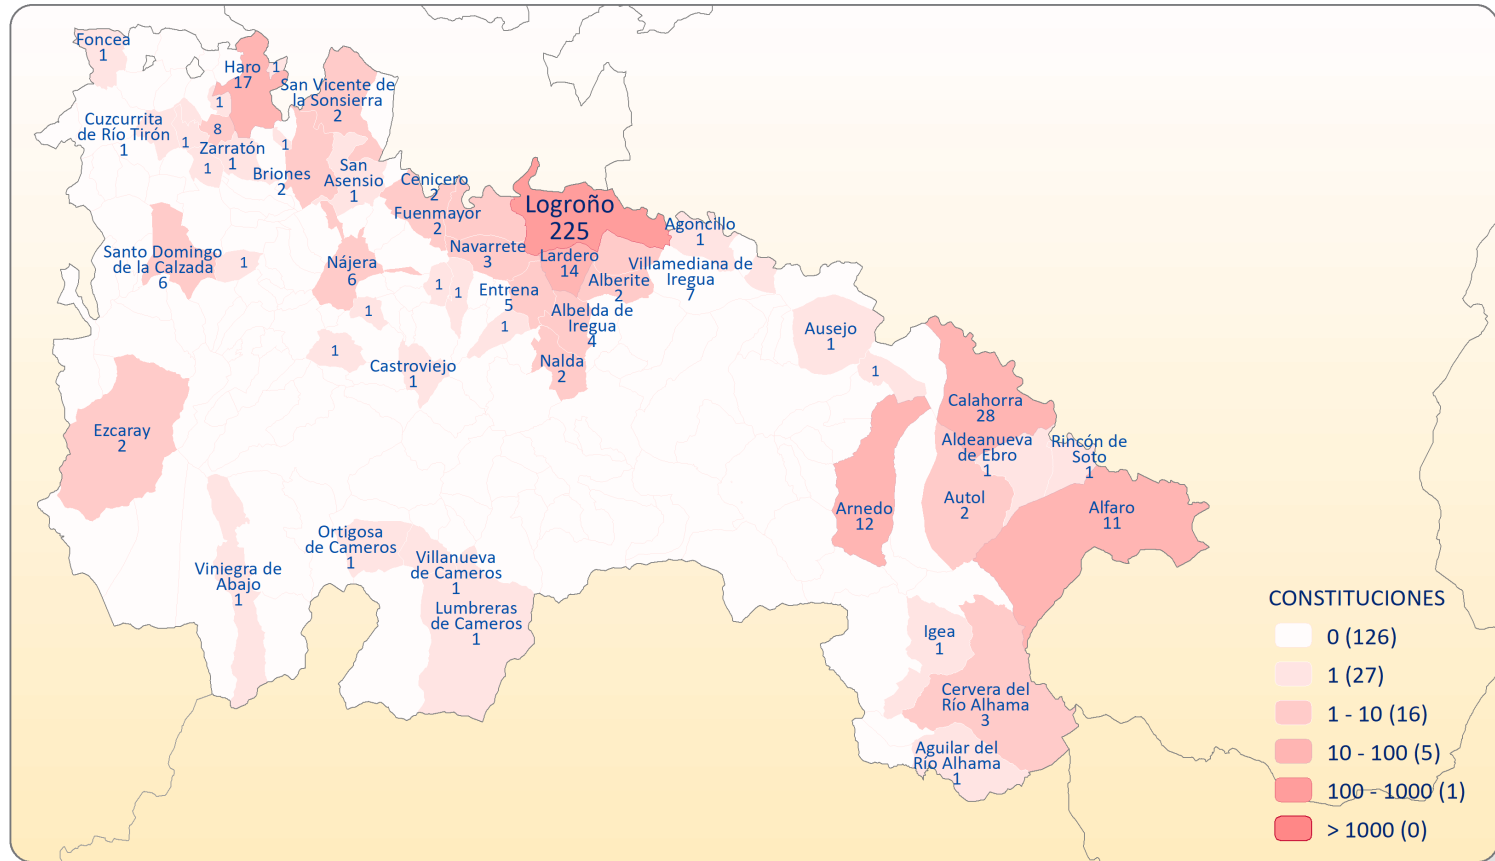 Foncea
1
Haro
17
1
San Vicente de
la Sonsierra
2
1
Cuzcurrita
de Río Tirón
1
1
8
Zarratón
1
1
1
Briones
2
San
Asensio
1
Cenicero
2
Fuenmayor
2
Navarrete
3
Logroño
225
Lardero
14
Agoncillo
1
Villamediana de
Iregua
7
Alberite
2
Santo Domingo
de la Calzada
6
1
Nájera
6
1
1
1
Entrena
5
1
Albelda de
Iregua
4
1
Castroviejo
1
Nalda
2
Ausejo
1
1
Calahorra
28
Aldeanueva
de Ebro
1
Rincón de
Soto
1
Ezcaray
2
Arnedo
12
Autol
2
Alfaro
11
Ortigosa
de Cameros
1
Villanueva
de Cameros
1
Viniegra de
Abajo
1
Lumbreras
de Cameros
1
Igea
1
Cervera del
Río Alhama
3
Aguilar del
Río Alhama
1
CONSTITUCIONES
0 (126)
1 (27)
1 - 10 (16)
10 - 100 (5)
100 - 1000 (1)
> 1000 (0)